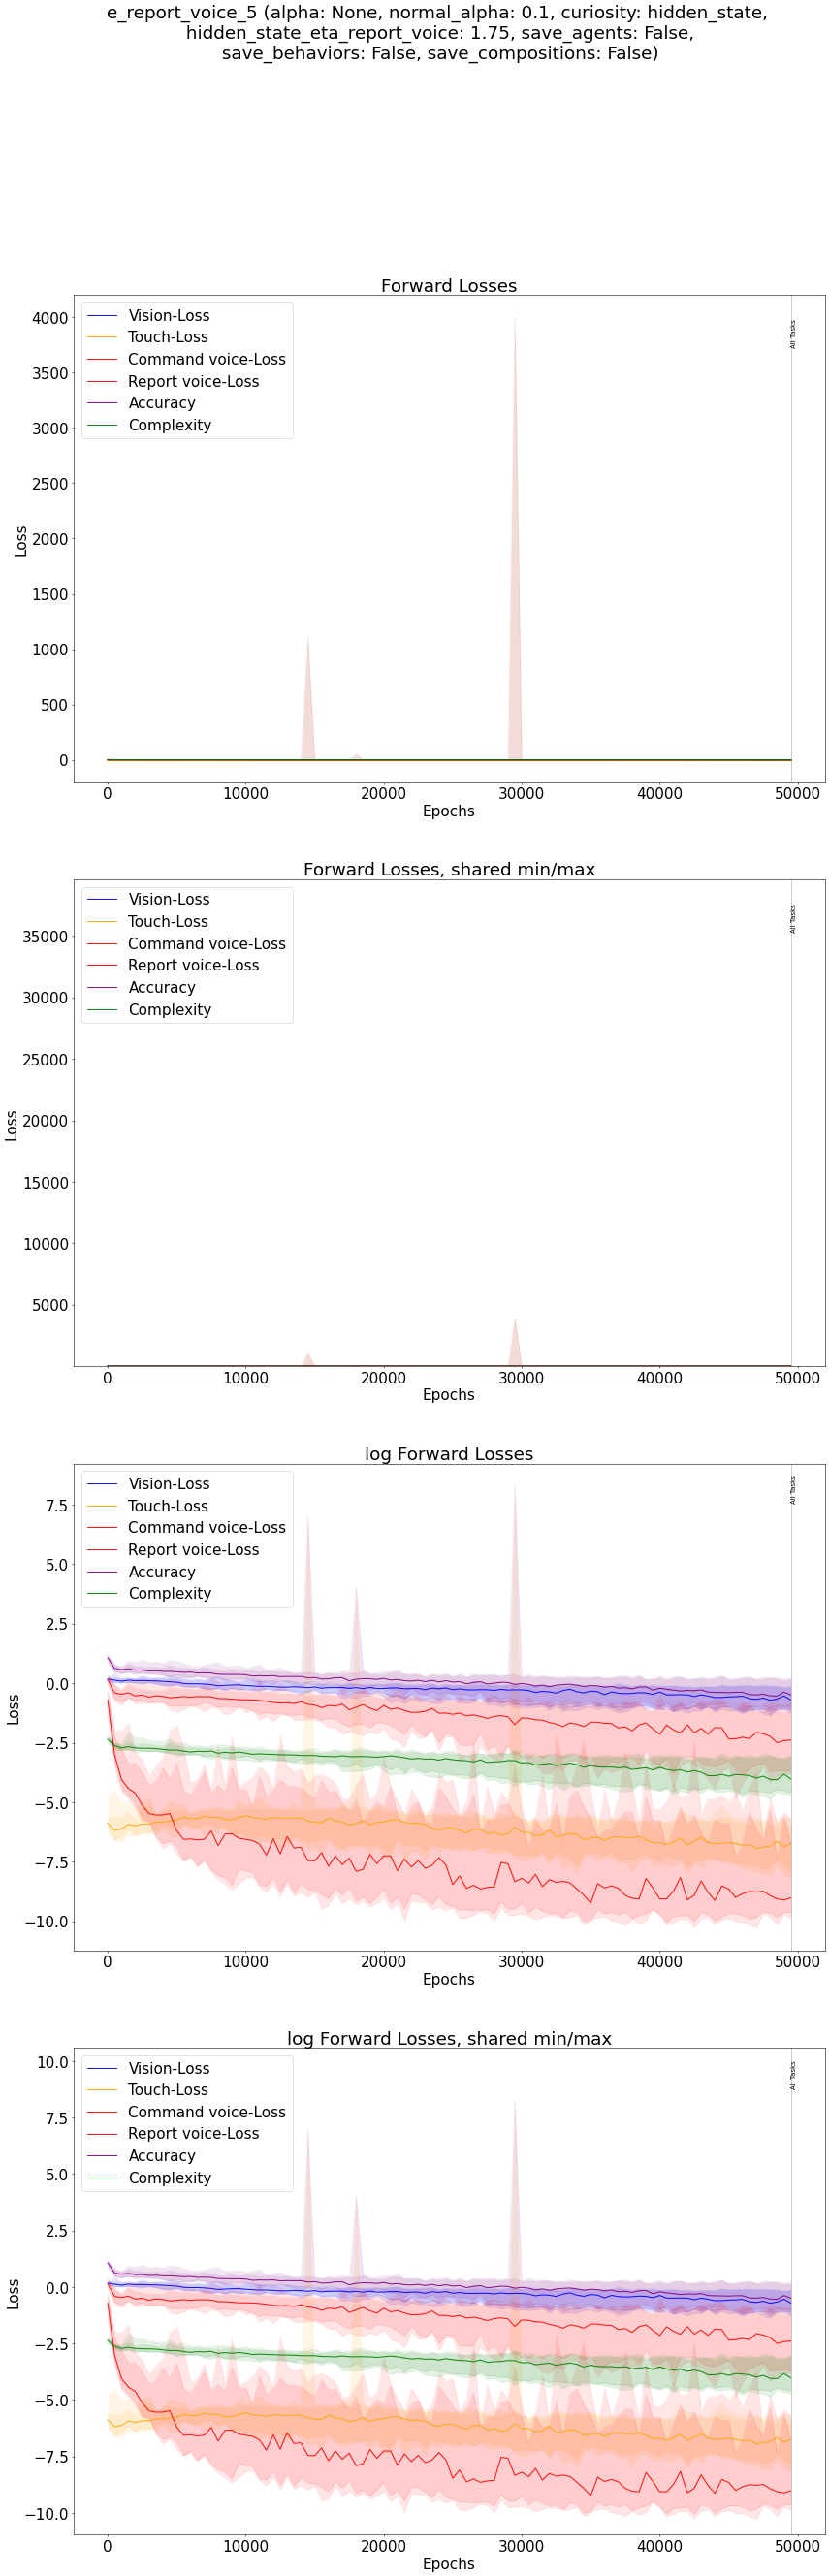 e_report_voice_5 (alpha: None, normal_alpha: 0.1, curiosity: hidden_state,
hidden_state_eta_report_voice: 1.75, save_agents: False,
save_behaviors: False, save_compositions: False)
Forward Losses
Vision-Loss
Touch-Loss
Command voice-Loss
Report voice-Loss
Accuracy
Complexity
All Tasks
4000
3500
3000
2500
2000
1500
1000
500
0
Loss
0 10000 20000 30000 40000 50000
Epochs
Forward Losses, shared min/max
Vision-Loss
Touch-Loss
Command voice-Loss
Report voice-Loss
Accuracy
Complexity
All Tasks
35000
30000
25000
20000
15000
10000
5000
Loss
0 10000 20000 30000 40000 50000
Epochs
log Forward Losses
Vision-Loss
Touch-Loss
Command voice-Loss
Report voice-Loss
Accuracy
Complexity
All Tasks
7.5
5.0
2.5
0.0
−2.5
−5.0
−7.5
−10.0
Loss
0 10000 20000 30000 40000 50000
Epochs
log Forward Losses, shared min/max
Vision-Loss
Touch-Loss
Command voice-Loss
Report voice-Loss
Accuracy
Complexity
All Tasks
10.0
7.5
5.0
2.5
0.0
−2.5
−5.0
−7.5
−10.0
Loss
0 10000 20000 30000 40000 50000
Epochs